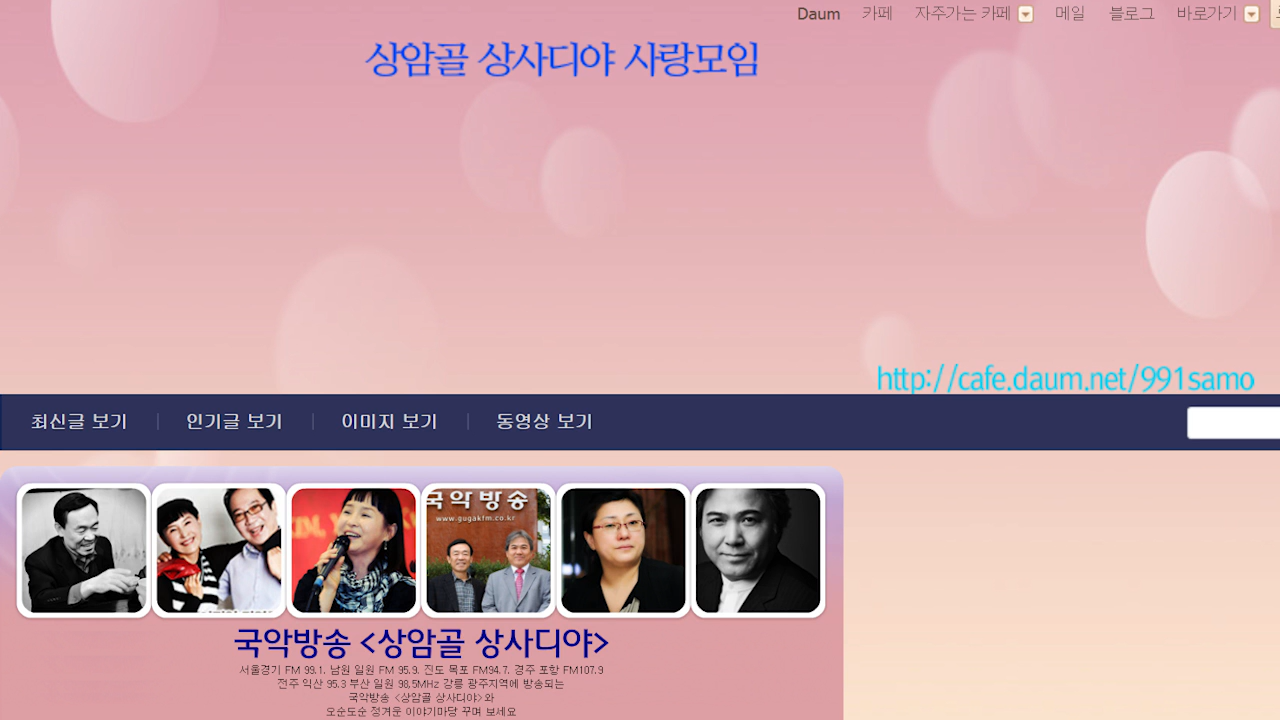 Daum 카페 자주가는 카페 메일 블로그 바로가기
상암골 상사디야 사랑모임
http://cafe.daum.net/991samo
최신글 보기 인기글 보기 이미지 보기 동영상 보기
국악방송
www.gugakfm.co.kr
국악방송 <상암골 상사디야>
서울경기 FM 99.1. 남원 일원 FM 95.9. 진도 목포 FM94.7. 경주 포항 FM107.9
전주 익산 95.3 부산 일원 98,5MHz 강릉 광주지역에 방송되는
국악방송 <상암골 상사디야>와
오순도순 정겨운 이야기마당 꾸며 보세요